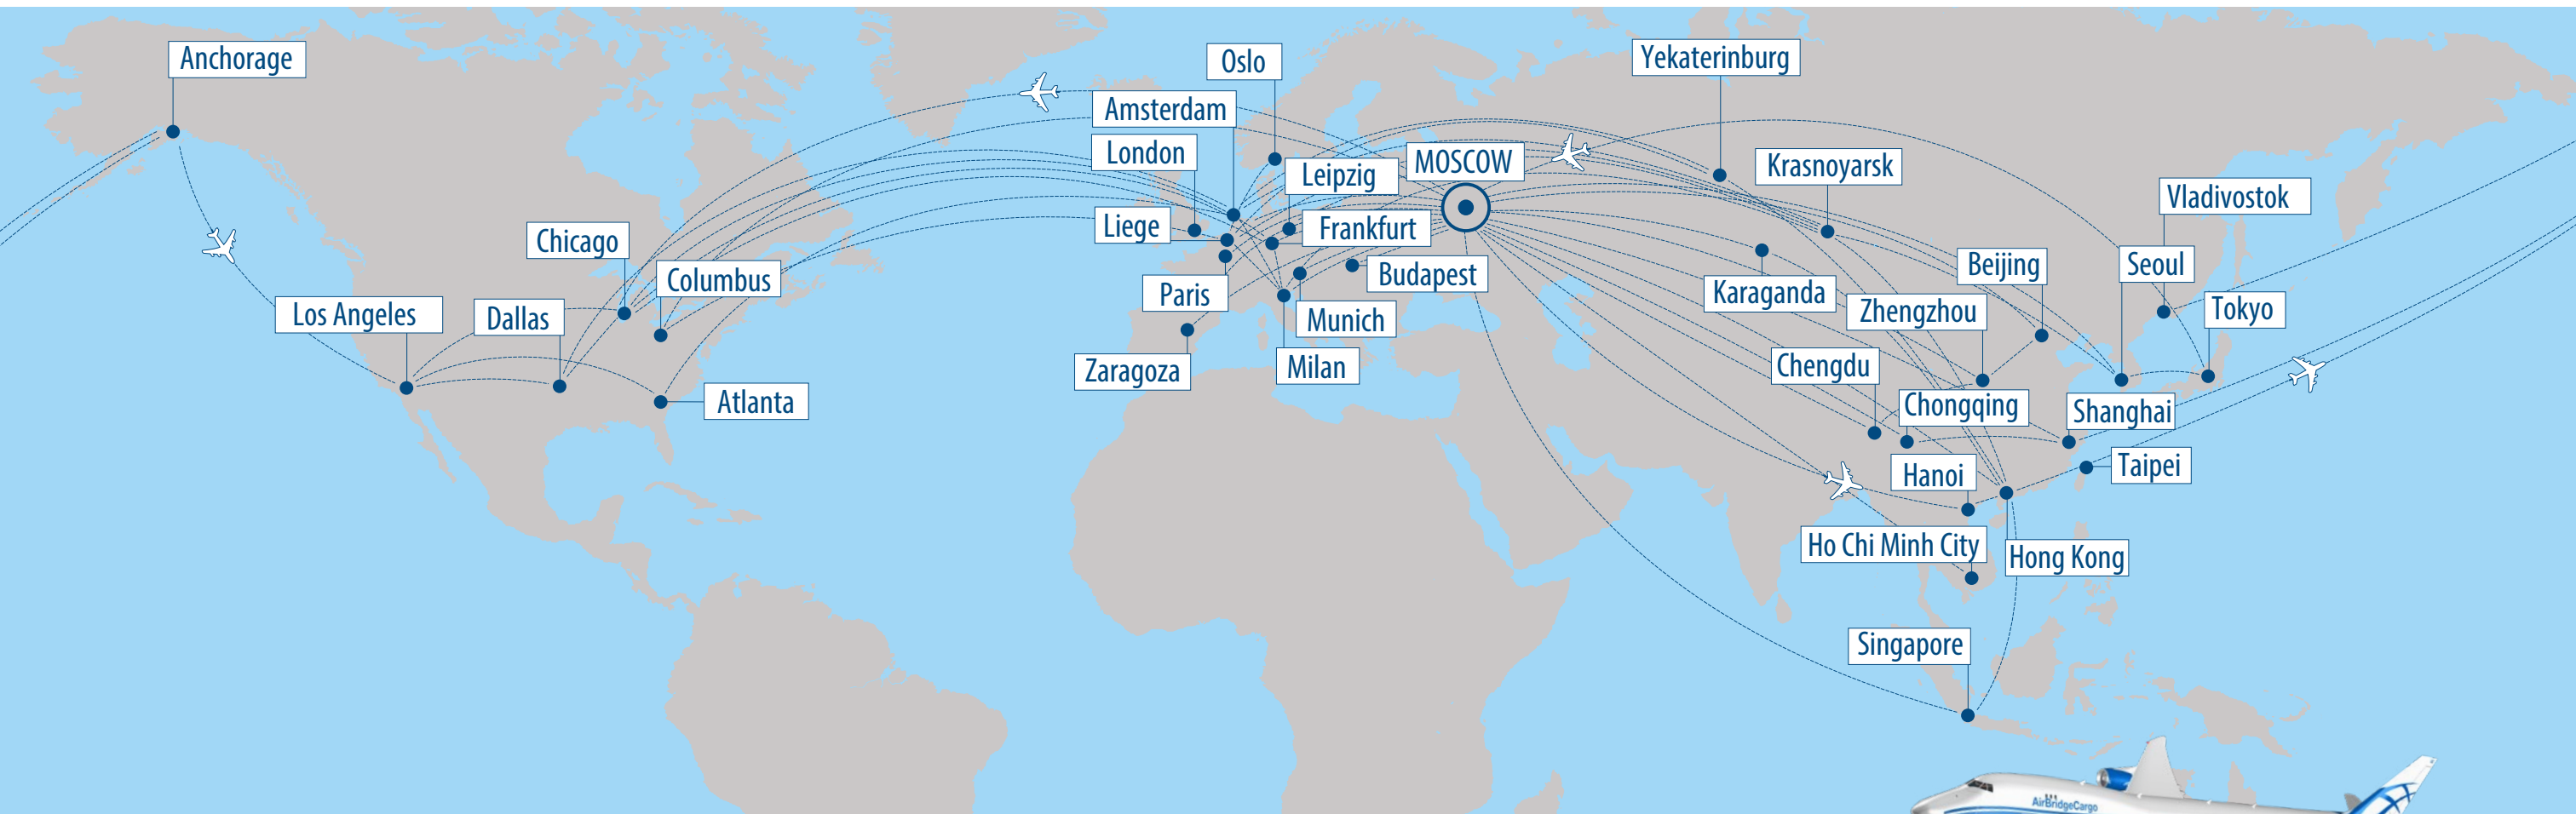 Anchorage
Oslo
Yekaterinburg
Amsterdam
London
Leipzig
MOSCOW
Krasnoyarsk
Vladivostok
Liege
Frankfurt
Chicago
Columbus
Budapest
Beijing
Seoul
Paris
Karaganda
Zhengzhou
Tokyo
Los Angeles
Dallas
Munich
Zaragoza
Milan
Chengdu
Atlanta
Chongqing
Shanghai
Hanoi
Taipei
Ho Chi Minh City
Hong Kong
Singapore
AirBridgeCargo